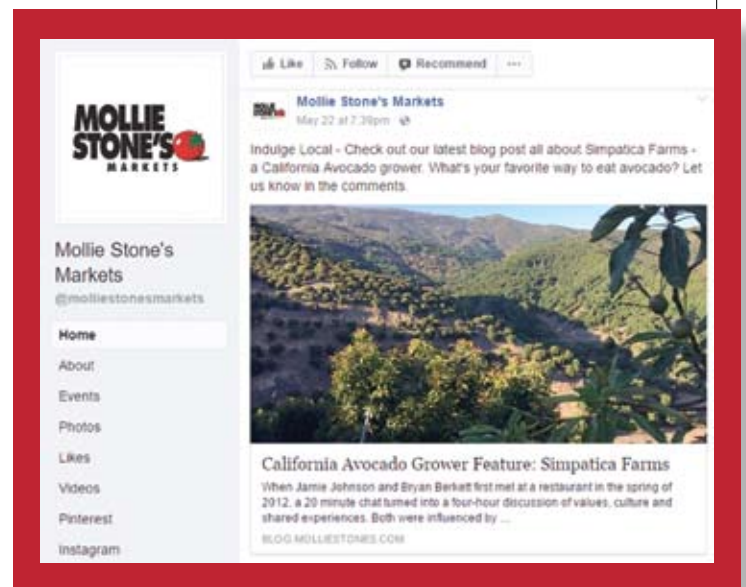 MOLLIE
STONE'S
MARKETS
Mollie Stone's
Markets
@molliestonesmarkets
Home
About
Events
Photos
Likes
Videos
Pinterest
Instagram
Like Follow Recommend ...
MOLLIE
STONE'S
Mollie Stone's Markets
May 22 at 7:39pm
Indulge Local - Check out our latest blog post all about Simpatica Farms -
a California Avocado grower. What's your favorite way to eat avocado? Let
us know in the comments.
California Avocado Grower Feature: Simpatica Farms
When Jamie Johnson and Bryan Berkett first met at a restaurant in the spring of
2012, a 20 minute chat turned into a four-hour discussion of values, culture and
shared experiences. Both were influenced by ...
BLOG.MOLLIESTONES.COM